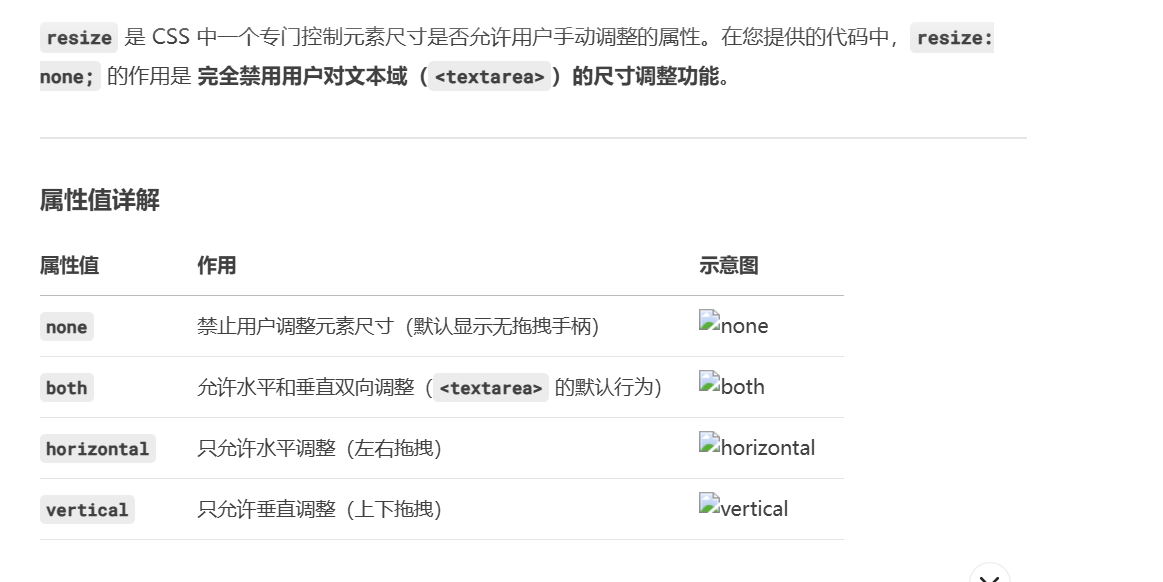 resize 是 CSS 中一个专门控制元素尺寸是否允许用户手动调整的属性。在您提供的代码中，resize:
none; 的作用是 完全禁用用户对文本域（<textarea>）的尺寸调整功能。
属性值详解
属性值 作用 示意图
none 禁止用户调整元素尺寸（默认显示无拖拽手柄） none
both 允许水平和垂直双向调整（<textarea> 的默认行为） both
horizontal 只允许水平调整（左右拖拽） horizontal
vertical 只允许垂直调整（上下拖拽） vertical